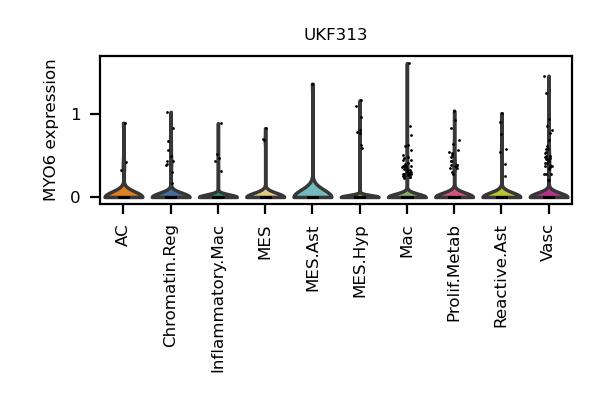 UKF313
MYO6 expression
1
0
AC
Chromatin.Reg
Inflammatory.Mac
MES
MES.Ast
MES.Hyp
Mac
Prolif.Metab
Reactive.Ast
Vasc